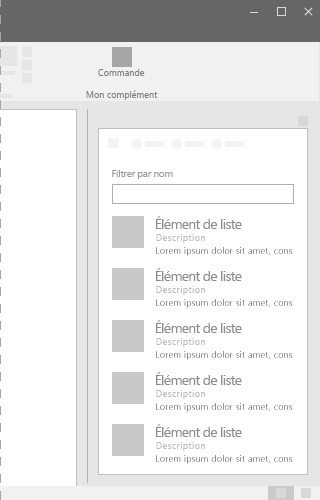 Commande
Mon complément
Filtrer par nom
Élément de liste
Description
Lorem ipsum dolor sit amet, cons
Élément de liste
Description
Lorem ipsum dolor sit amet, cons
Élément de liste
Description
Lorem ipsum dolor sit amet, cons
Élément de liste
Description
Lorem ipsum dolor sit amet, cons
Élément de liste
Description
Lorem ipsum dolor sit amet, cons